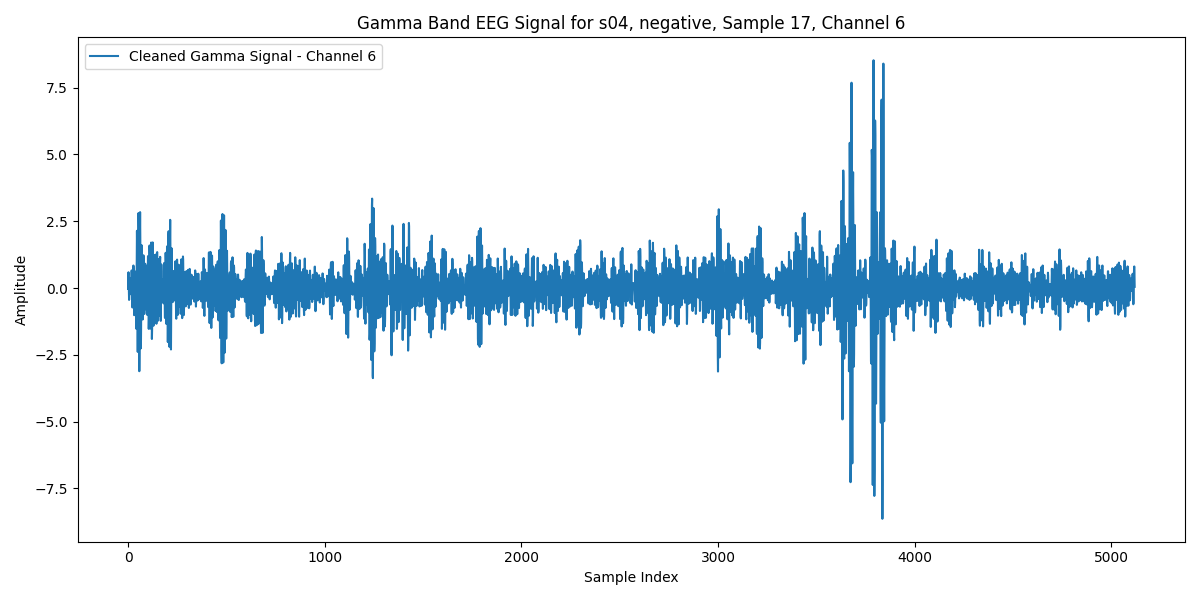 Gamma Band EEG Signal for s04, negative, Sample 17, Channel 6
Cleaned Gamma Signal - Channel 6
7.5
5.0
2.5
0.0
−2.5
−5.0
−7.5
Amplitude
0 1000 2000 3000 4000 5000
Sample Index